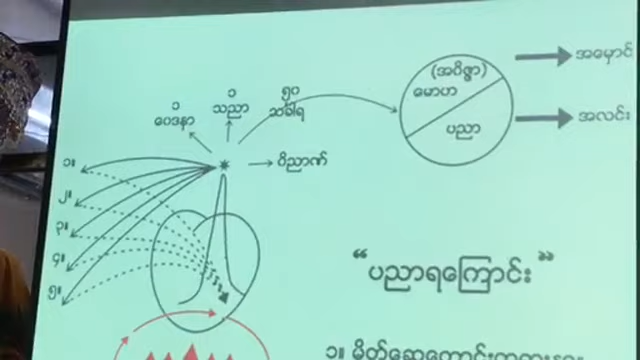 (အဝိဇ္ဇာ)
မောဟ
ပညာ
အမှောင်
အလင်း
၁
ဝေဒနာ
၁
သညာ
၅၀
သင်္ခါရ
ဝိညာဏ်
၁။
၂။
၃။
၄။
၅။
“ပညာရကြောင်း”
၁။